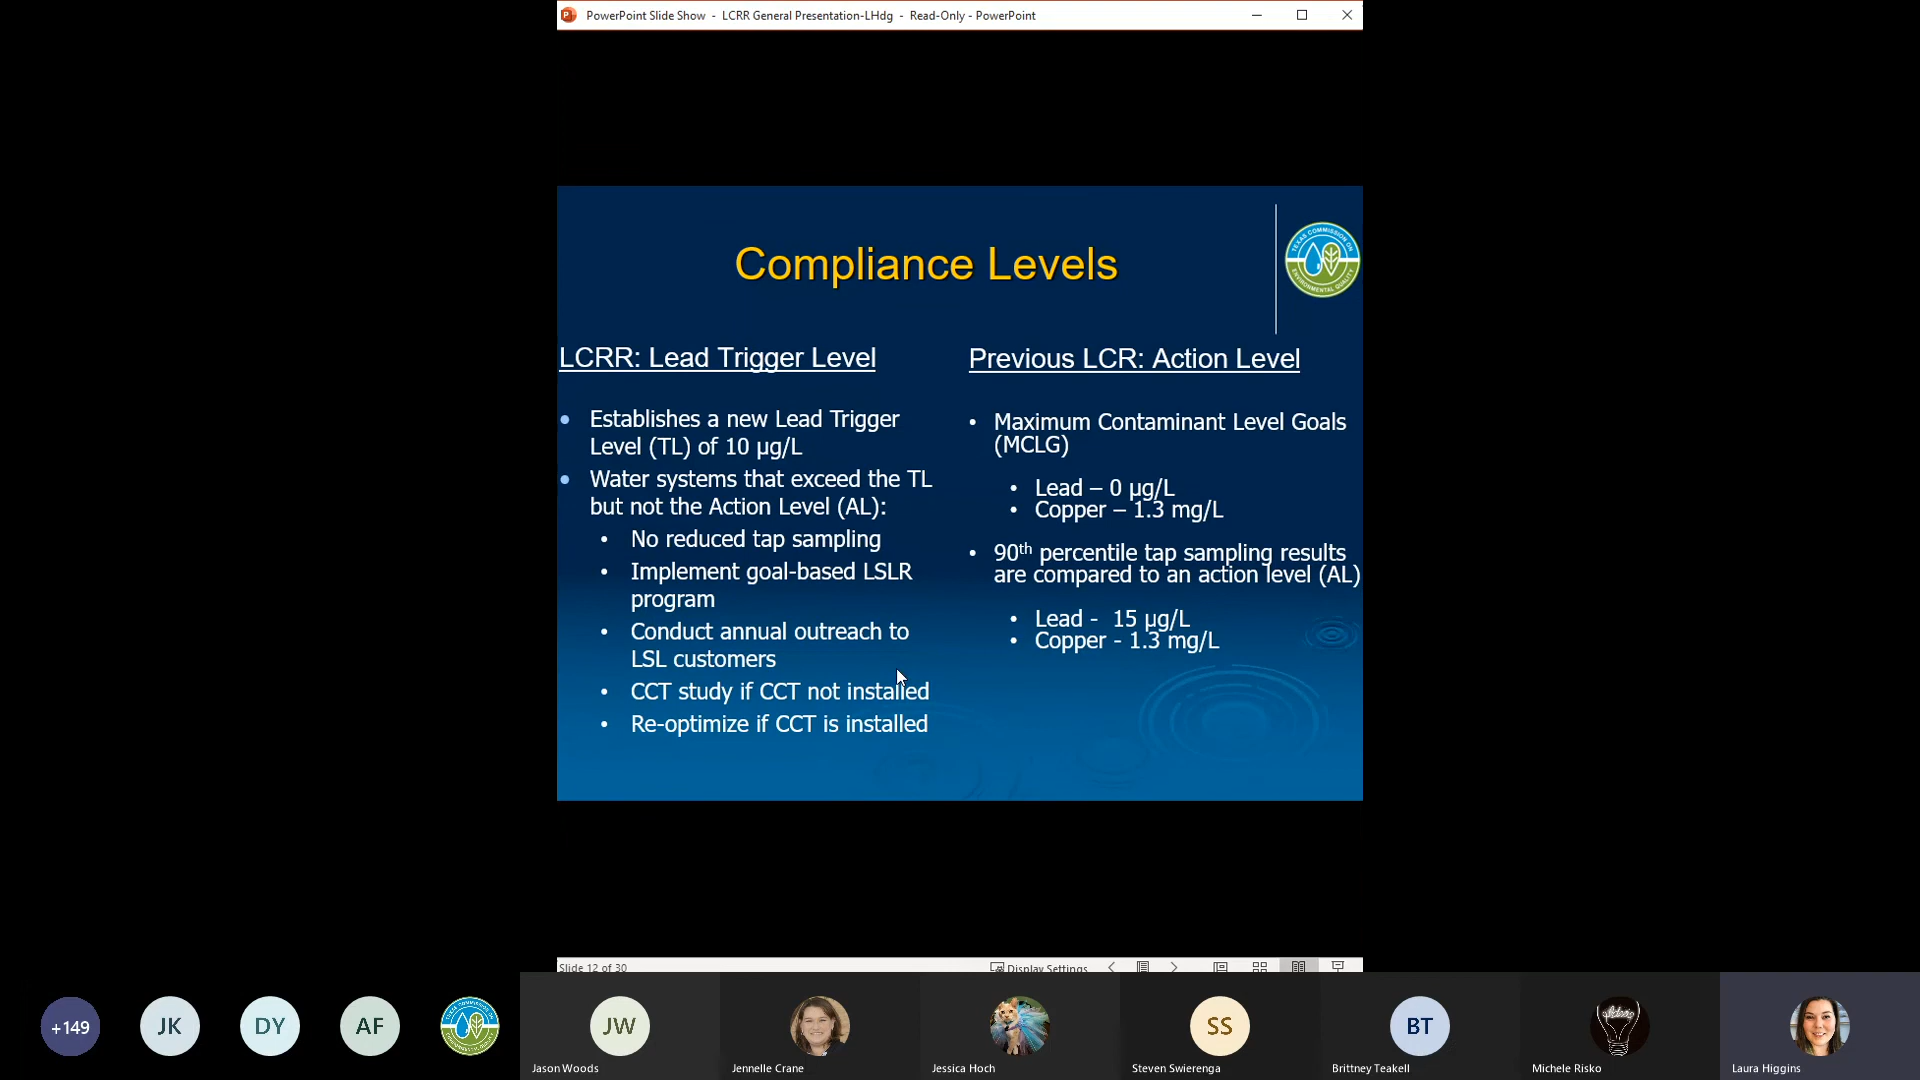 PowerPoint Slide Show - LCRR General Presentation-LHdg - Read-Only - PowerPoint
Compliance Levels
TEXAS COMMISSION ON
ENVIRONMENTAL QUALITY
LCRR: Lead Trigger Level
• Establishes a new Lead Trigger
Level (TL) of 10 µg/L
• Water systems that exceed the TL
but not the Action Level (AL):
• No reduced tap sampling
• Implement goal-based LSLR
program
• Conduct annual outreach to
LSL customers
• CCT study if CCT not installed
• Re-optimize if CCT is installed
Previous LCR: Action Level
• Maximum Contaminant Level Goals
(MCLG)
• Lead – 0 µg/L
• Copper – 1.3 mg/L
• 90th percentile tap sampling results
are compared to an action level (AL)
• Lead - 15 µg/L
• Copper - 1.3 mg/L
Slide 12 of 30
Display Settings
+149
JK
DY
AF
JW
SS
BT
Jason Woods
Jennelle Crane
Jessica Hoch
Steven Swierenga
Brittney Teakell
Michele Risko
Laura Higgins